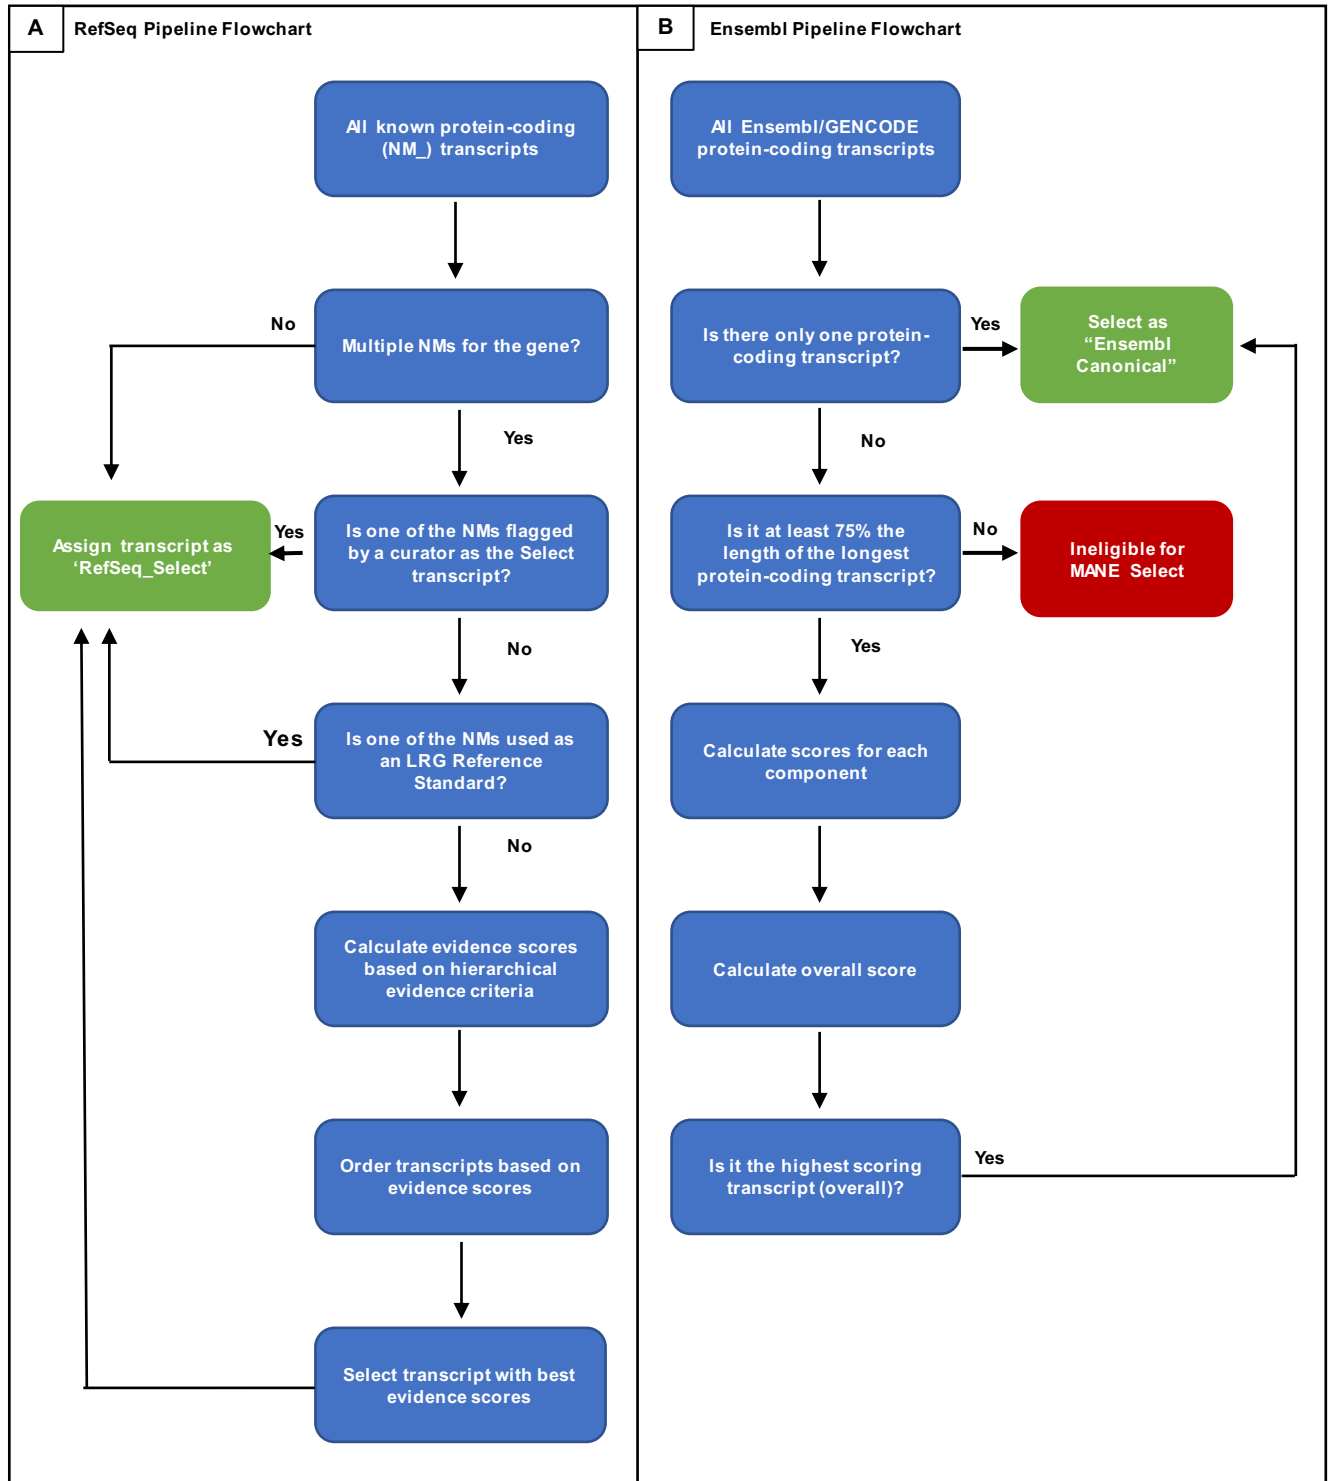 A
RefSeq Pipeline Flowchart
All known protein-coding
(NM_) transcripts
No
Multiple NMs for the gene?
Yes
Assign transcript as
‘RefSeq_Select’
Yes
Is one of the NMs flagged
by a curator as the Select
transcript?
No
Yes
Is one of the NMs used as
an LRG Reference
Standard?
No
Calculate evidence scores
based on hierarchical
evidence criteria
Order transcripts based on
evidence scores
Select transcript with best
evidence scores
B
Ensembl Pipeline Flowchart
All Ensembl/GENCODE
protein-coding transcripts
Is there only one protein-
coding transcript?
Yes
Select as
“Ensembl
Canonical”
No
Is it at least 75% the
length of the longest
protein-coding transcript?
No
Ineligible for
MANE Select
Yes
Calculate scores for each
component
Calculate overall score
Is it the highest scoring
transcript (overall)?
Yes